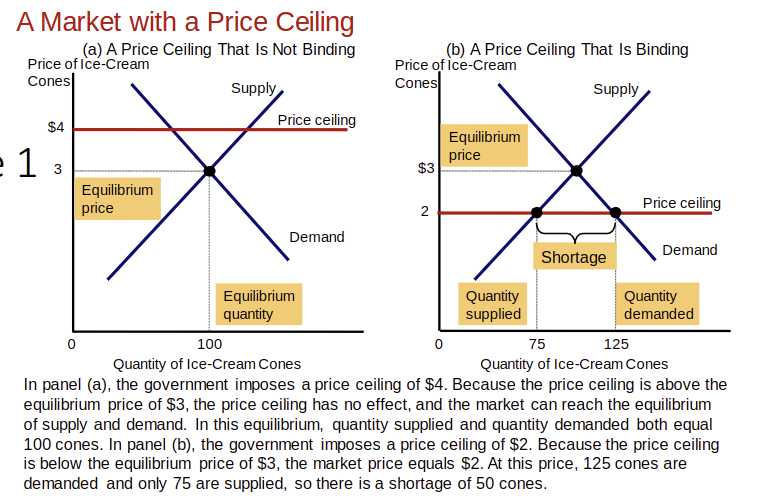 A Market with a Price Ceiling
(a) A Price Ceiling That Is Not Binding
Price of Ice-Cream
Cones
Supply
Price ceiling
$4
3
Equilibrium
price
Demand
Equilibrium
quantity
0
100
Quantity of Ice-Cream Cones
(b) A Price Ceiling That Is Binding
Price of Ice-Cream
Cones
Supply
Equilibrium
price
$3
Price ceiling
2
Demand
Shortage
Quantity
supplied
Quantity
demanded
0
75
125
Quantity of Ice-Cream Cones
e 1
In panel (a), the government imposes a price ceiling of $4. Because the price ceiling is above the
equilibrium price of $3, the price ceiling has no effect, and the market can reach the equilibrium
of supply and demand. In this equilibrium, quantity supplied and quantity demanded both equal
100 cones. In panel (b), the government imposes a price ceiling of $2. Because the price ceiling
is below the equilibrium price of $3, the market price equals $2. At this price, 125 cones are
demanded and only 75 are supplied, so there is a shortage of 50 cones.